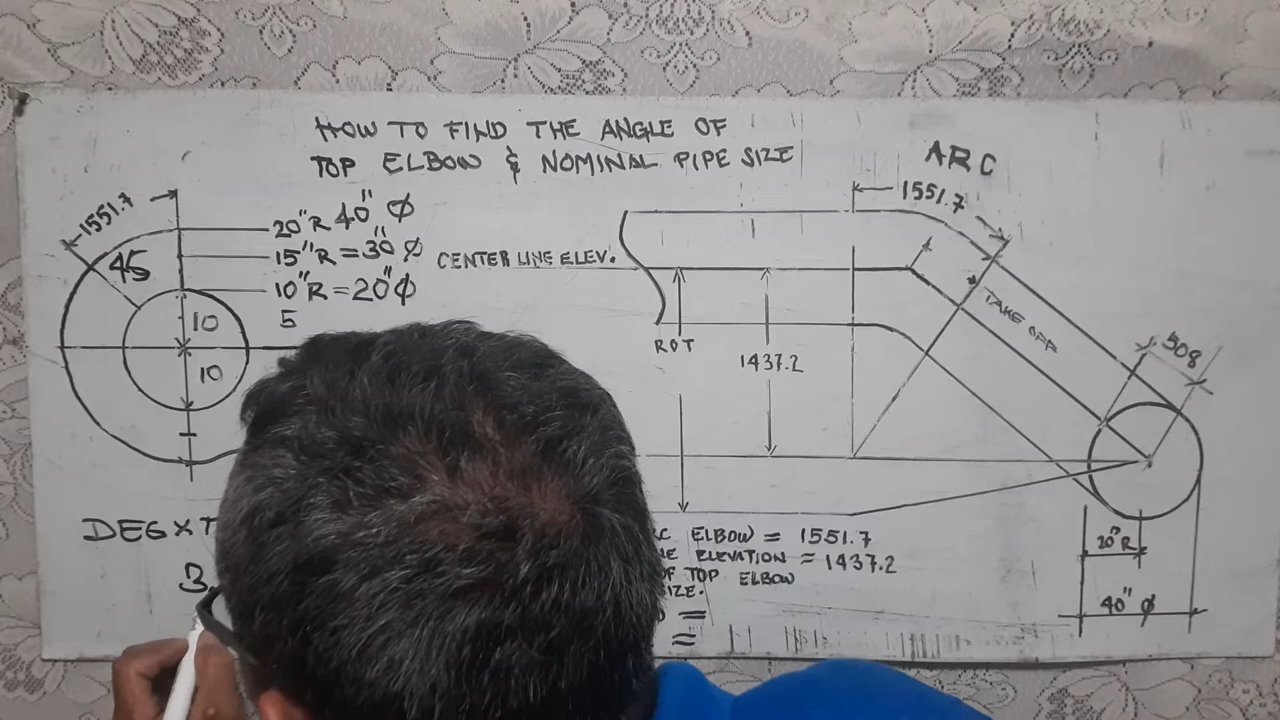 HOW TO FIND THE ANGLE OF
TOP ELBOW & NOMINAL PIPE SIZE
ARC
1551.7
1551.7
20"R 40" Ø
15"R = 30" Ø
10"R = 20" Ø
5
45
10
10
CENTER LINE ELEV.
TAKE OFF
508
1437.2
20"R
40" Ø
DEG X
ELBOW = 1551.7
ELEVATION = 1437.2
OF TOP ELBOW
=
=
3.